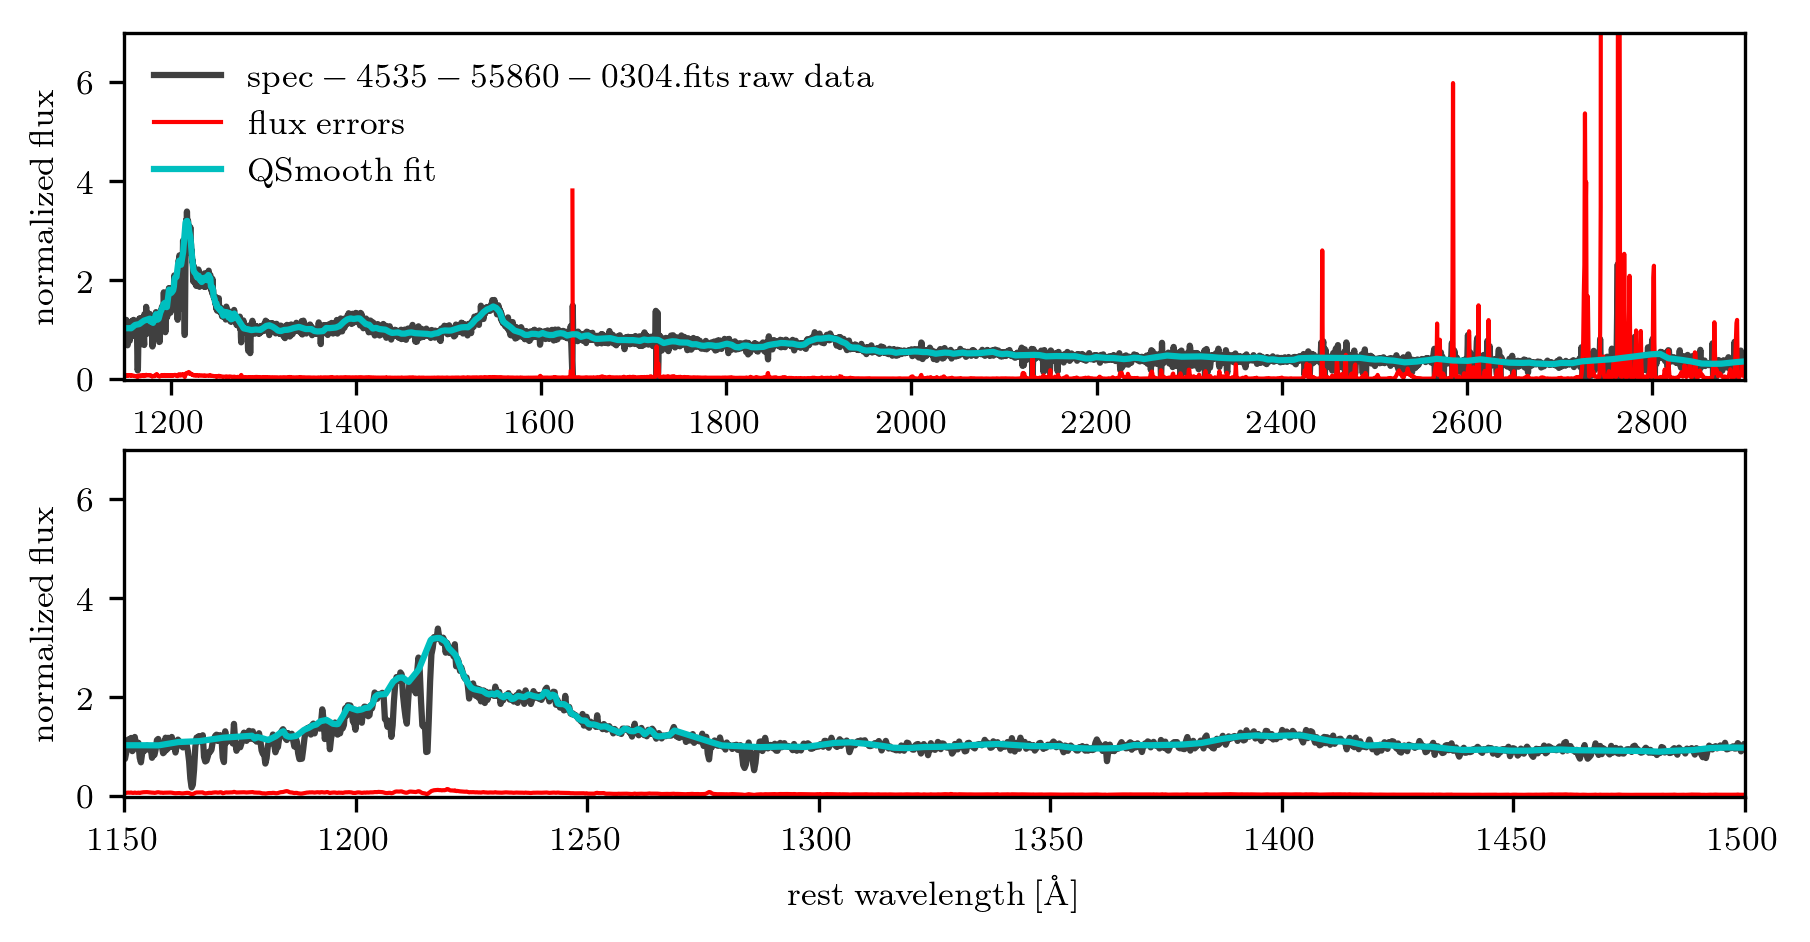 normalized flux
6
4
2
0
spec − 4535 − 55860 − 0304.fits raw data
flux errors
QSmooth fit
1200 1400 1600 1800 2000 2200 2400 2600 2800
normalized flux
6
4
2
0
1150 1200 1250 1300 1350 1400 1450 1500
rest wavelength [Å]